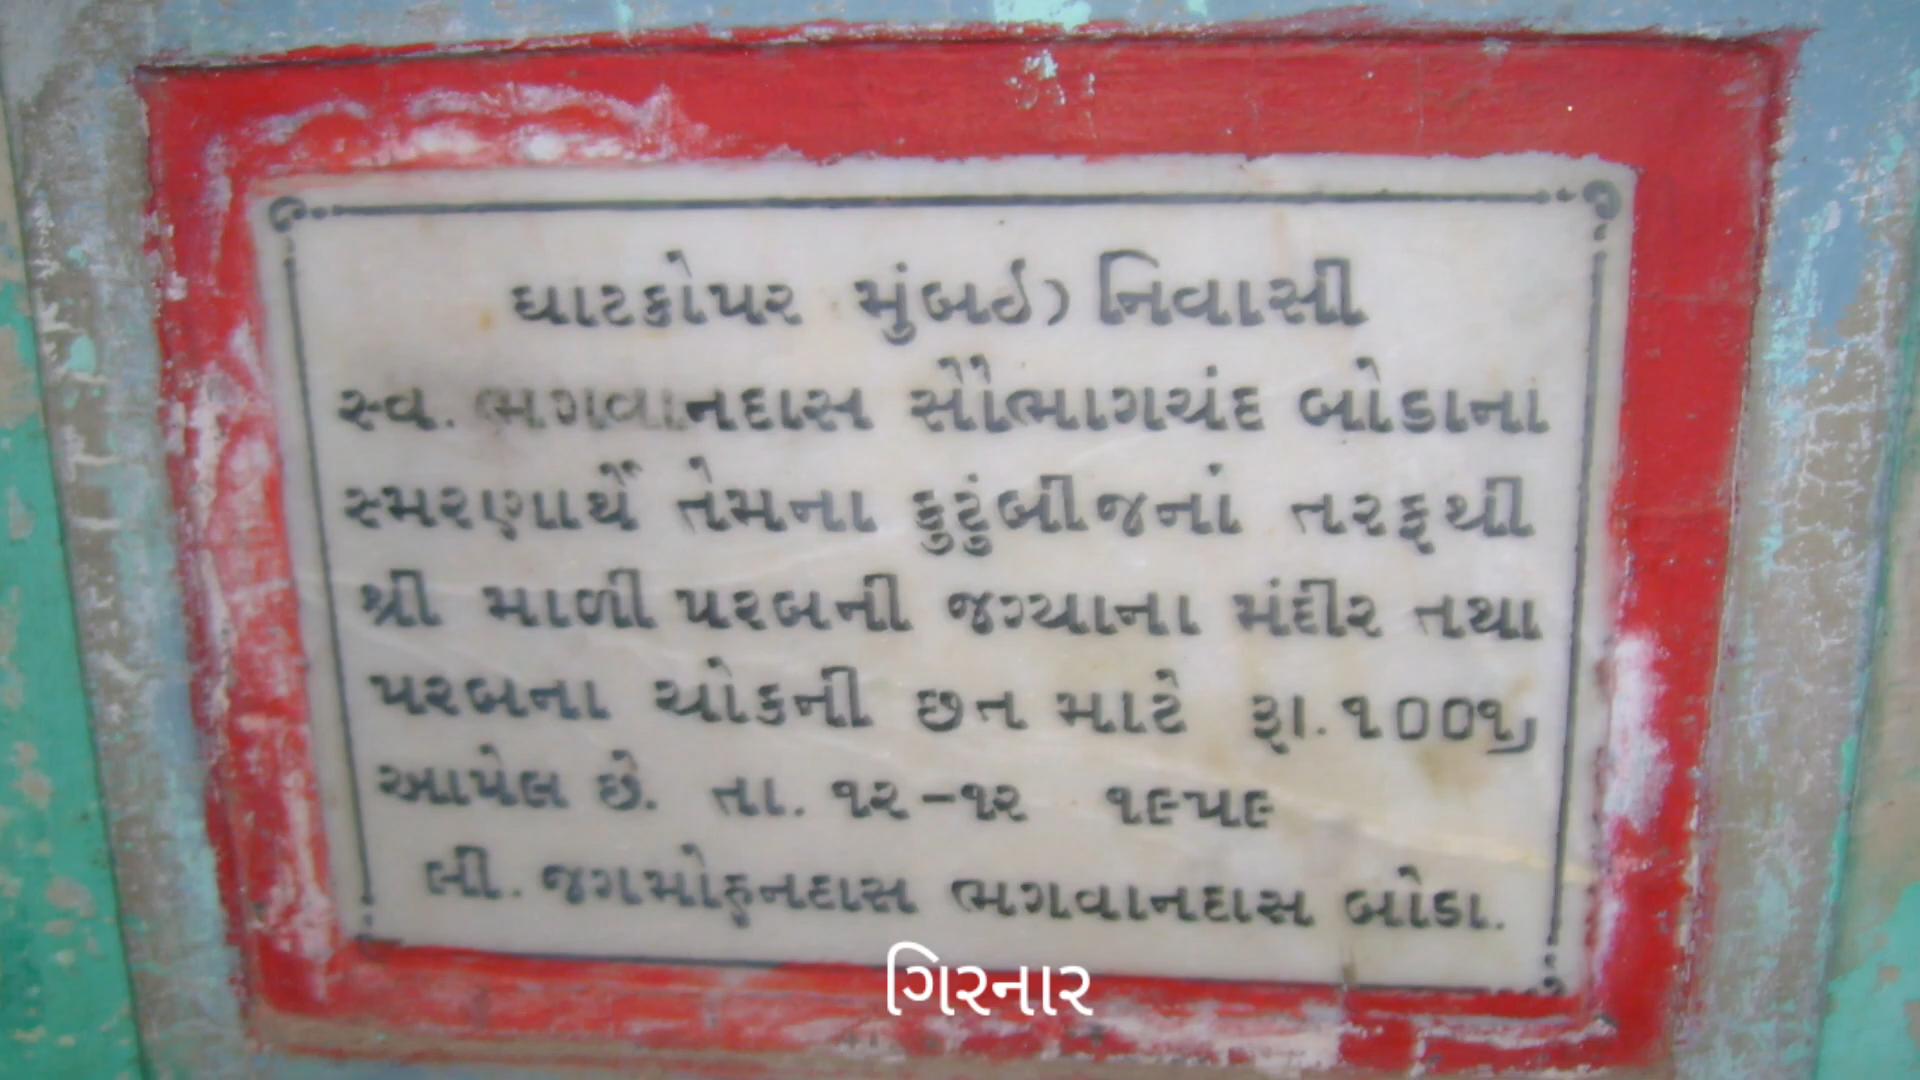 ઘાટકોપર મુંબઈ) નિવાસી
સ્વ. ભગવાનદાસ સૌભાગચંદ બોડાના
સ્મરણાર્થે તેમના કુટુંબીજનાં તરફથી
શ્રી માળી પરબની જગ્યાના મંદીર તથા
પરબના ચોકની છત માટે રૂા. ૧૦૦૧)
આપેલ છે. તા. ૧૨-૧૨ ૧૯૫૯
લી. જગમોહનદાસ ભગવાનદાસ બોડા.
ગિરનાર